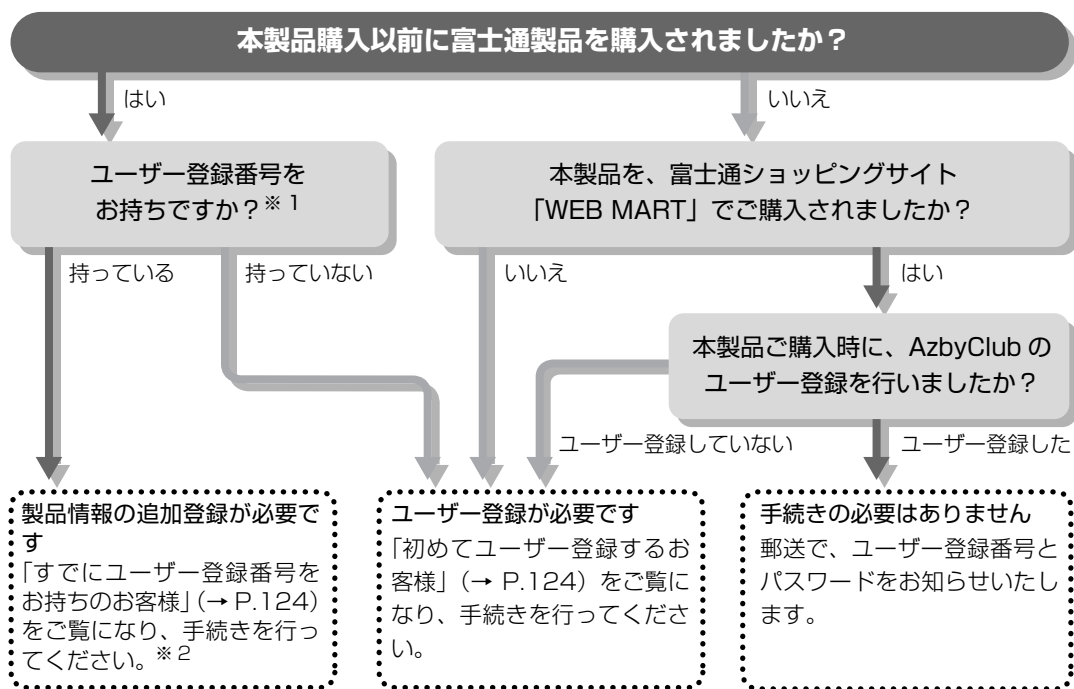 本製品購入以前に富士通製品を購入されましたか？
はい
いいえ
ユーザー登録番号を
お持ちですか？※1
本製品を、富士通ショッピングサイト
「WEB MART」でご購入されましたか？
持っている
持っていない
いいえ
はい
本製品ご購入時に、AzbyClub の
ユーザー登録を行いましたか？
ユーザー登録していない
ユーザー登録した
製品情報の追加登録が必要で
す
「すでにユーザー登録番号を
お持ちのお客様」（→ P.124）
をご覧になり、手続きを行っ
てください。※2
ユーザー登録が必要です
「初めてユーザー登録するお
客様」（→ P.124）をご覧に
なり、手続きを行ってくださ
い。
手続きの必要はありません
郵送で、ユーザー登録番号と
パスワードをお知らせいたし
ます。